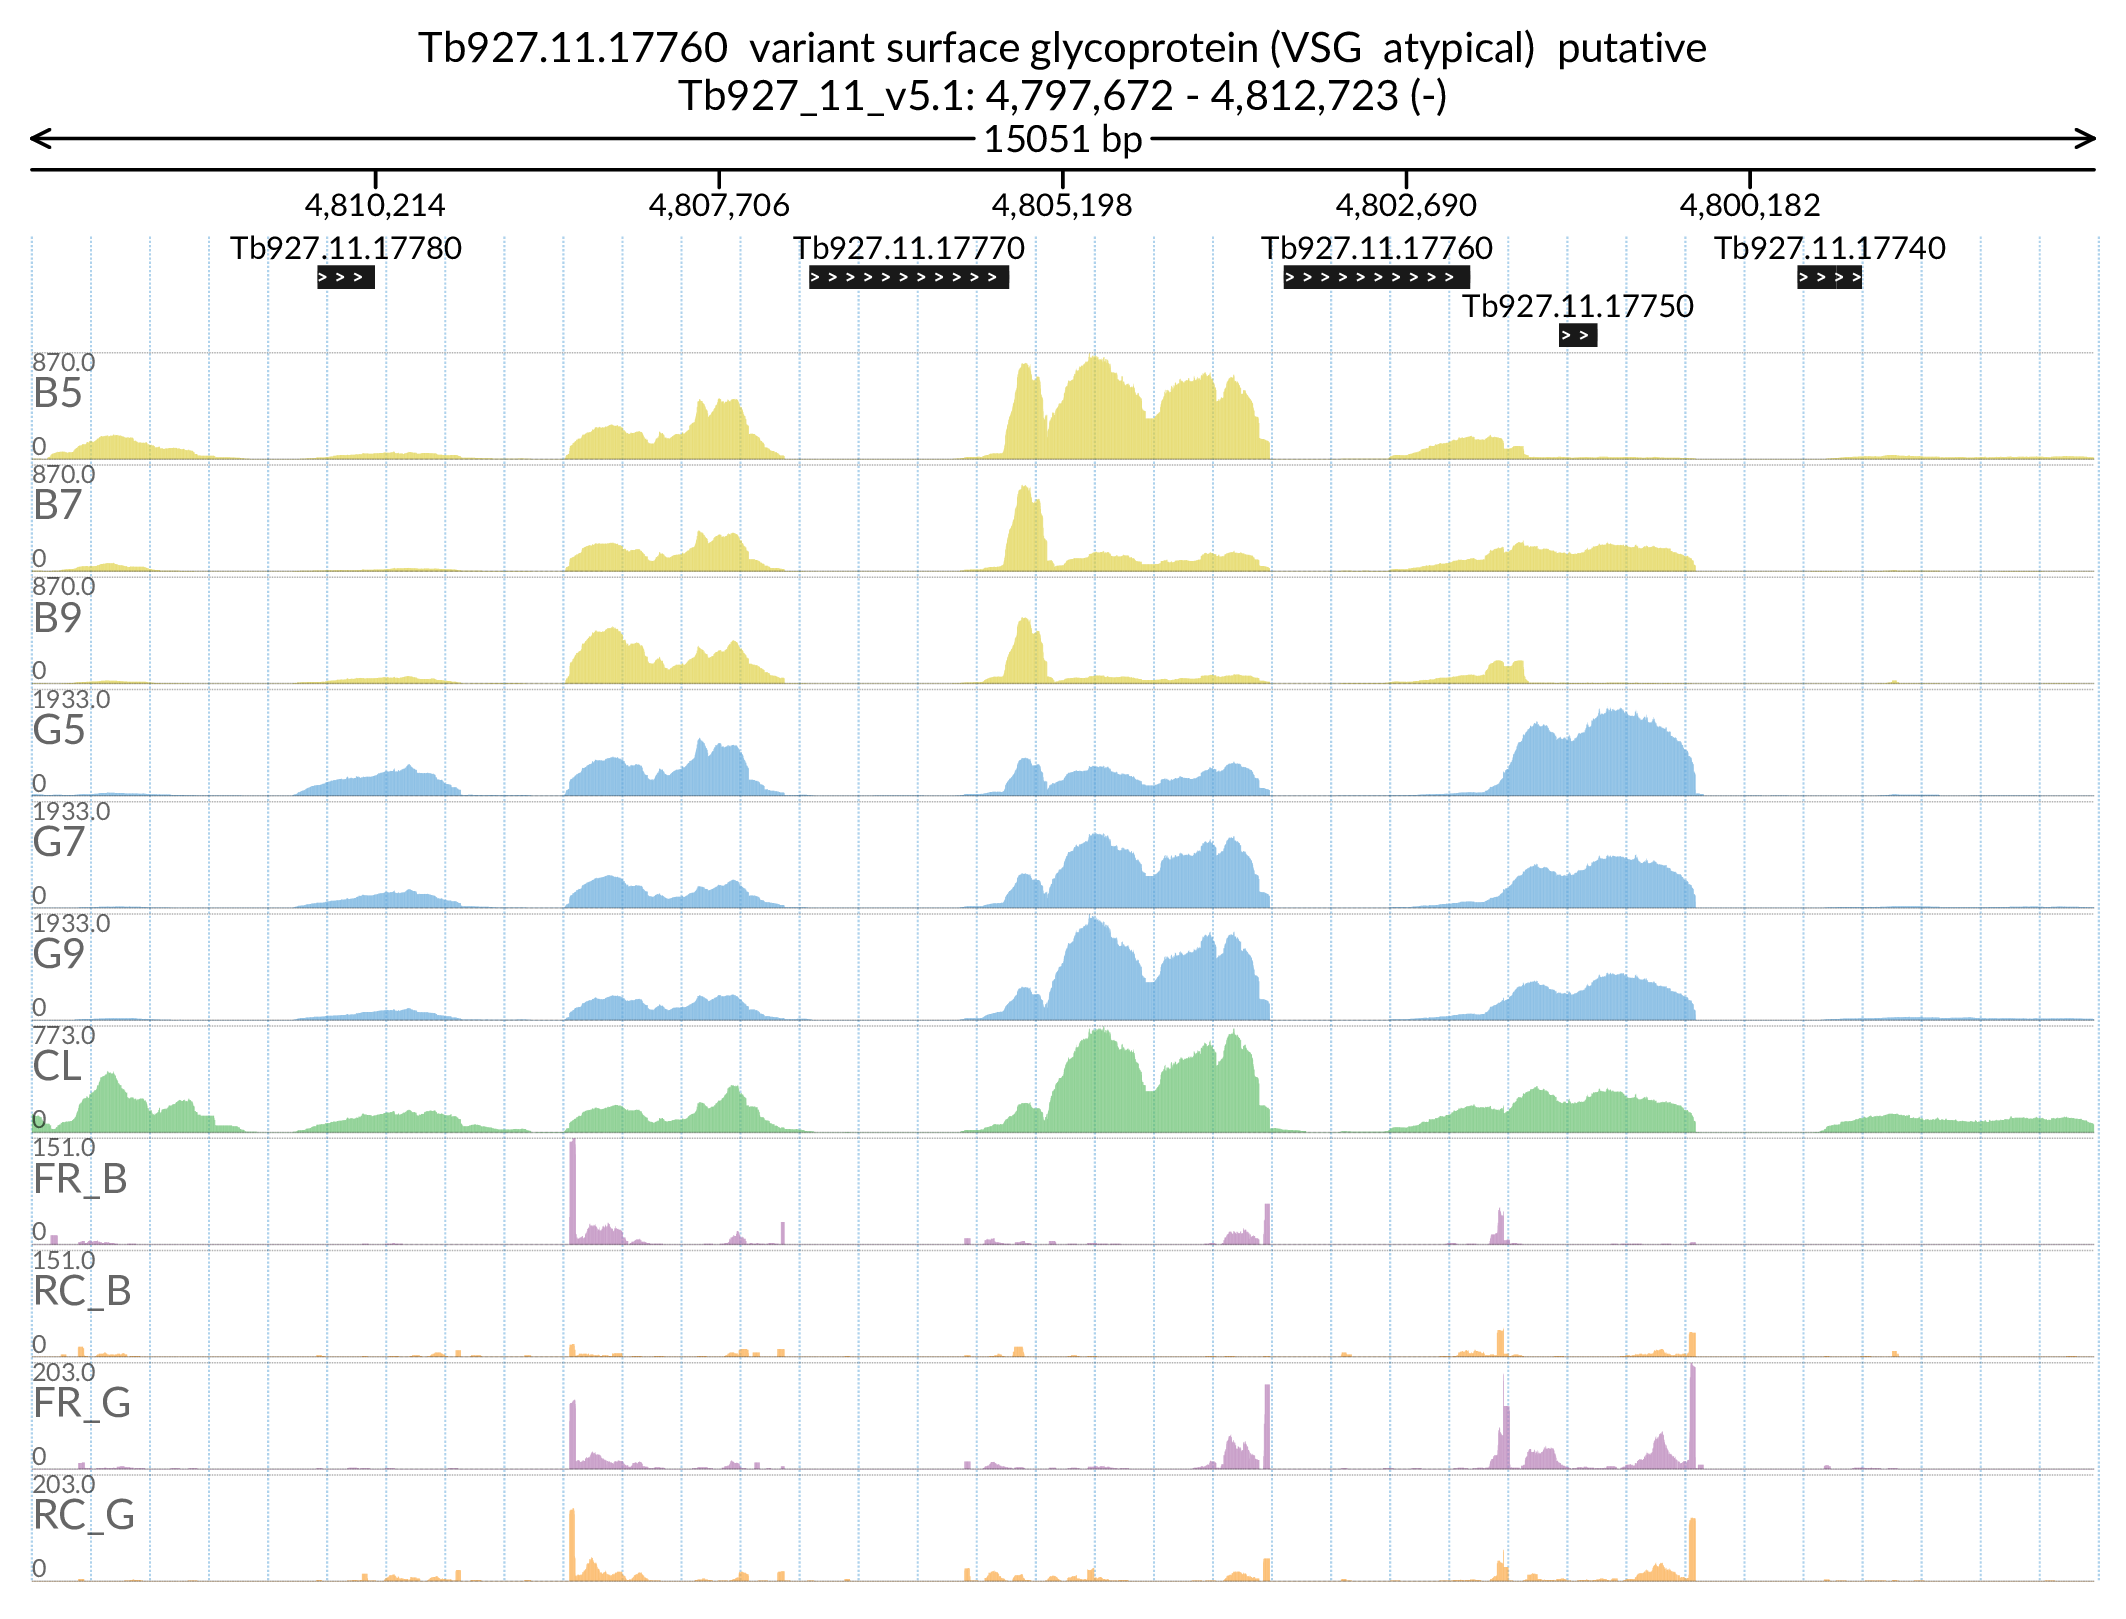 Tb927.11.17760  variant surface glycoprotein (VSG  atypical)  putative
Tb927_11_v5.1: 4,797,672 - 4,812,723 (-)
15051 bp
4,810,214 4,807,706 4,805,198 4,802,690 4,800,182
Tb927.11.17780 Tb927.11.17770 Tb927.11.17760 Tb927.11.17740
Tb927.11.17750
870.0
B5
0
870.0
B7
0
870.0
B9
0
1933.0
G5
0
1933.0
G7
0
1933.0
G9
0
773.0
CL
0
151.0
FR_B
0
151.0
RC_B
0
203.0
FR_G
0
203.0
RC_G
0